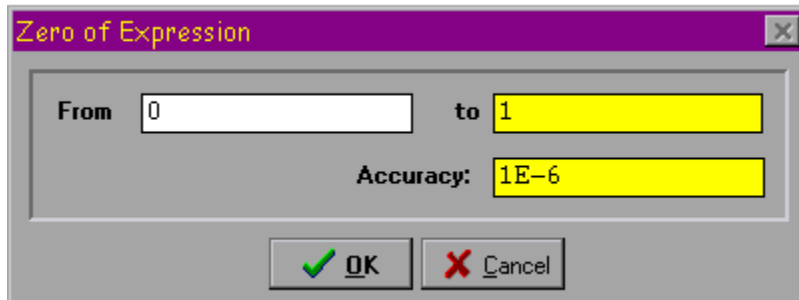 Zero of Expression
From 0 to 1
Accuracy: 1E-6
OK Cancel